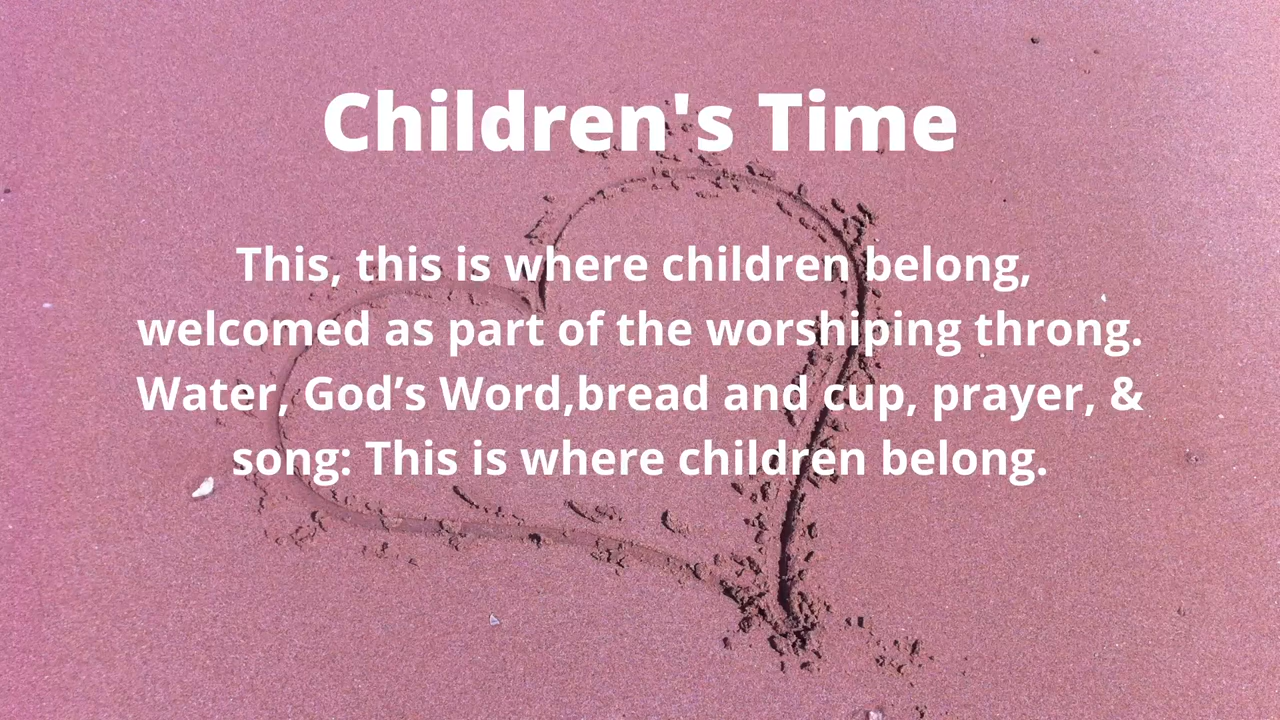 Children's Time
This, this is where children belong,
welcomed as part of the worshiping throng.
Water, God’s Word,bread and cup, prayer, &
song: This is where children belong.